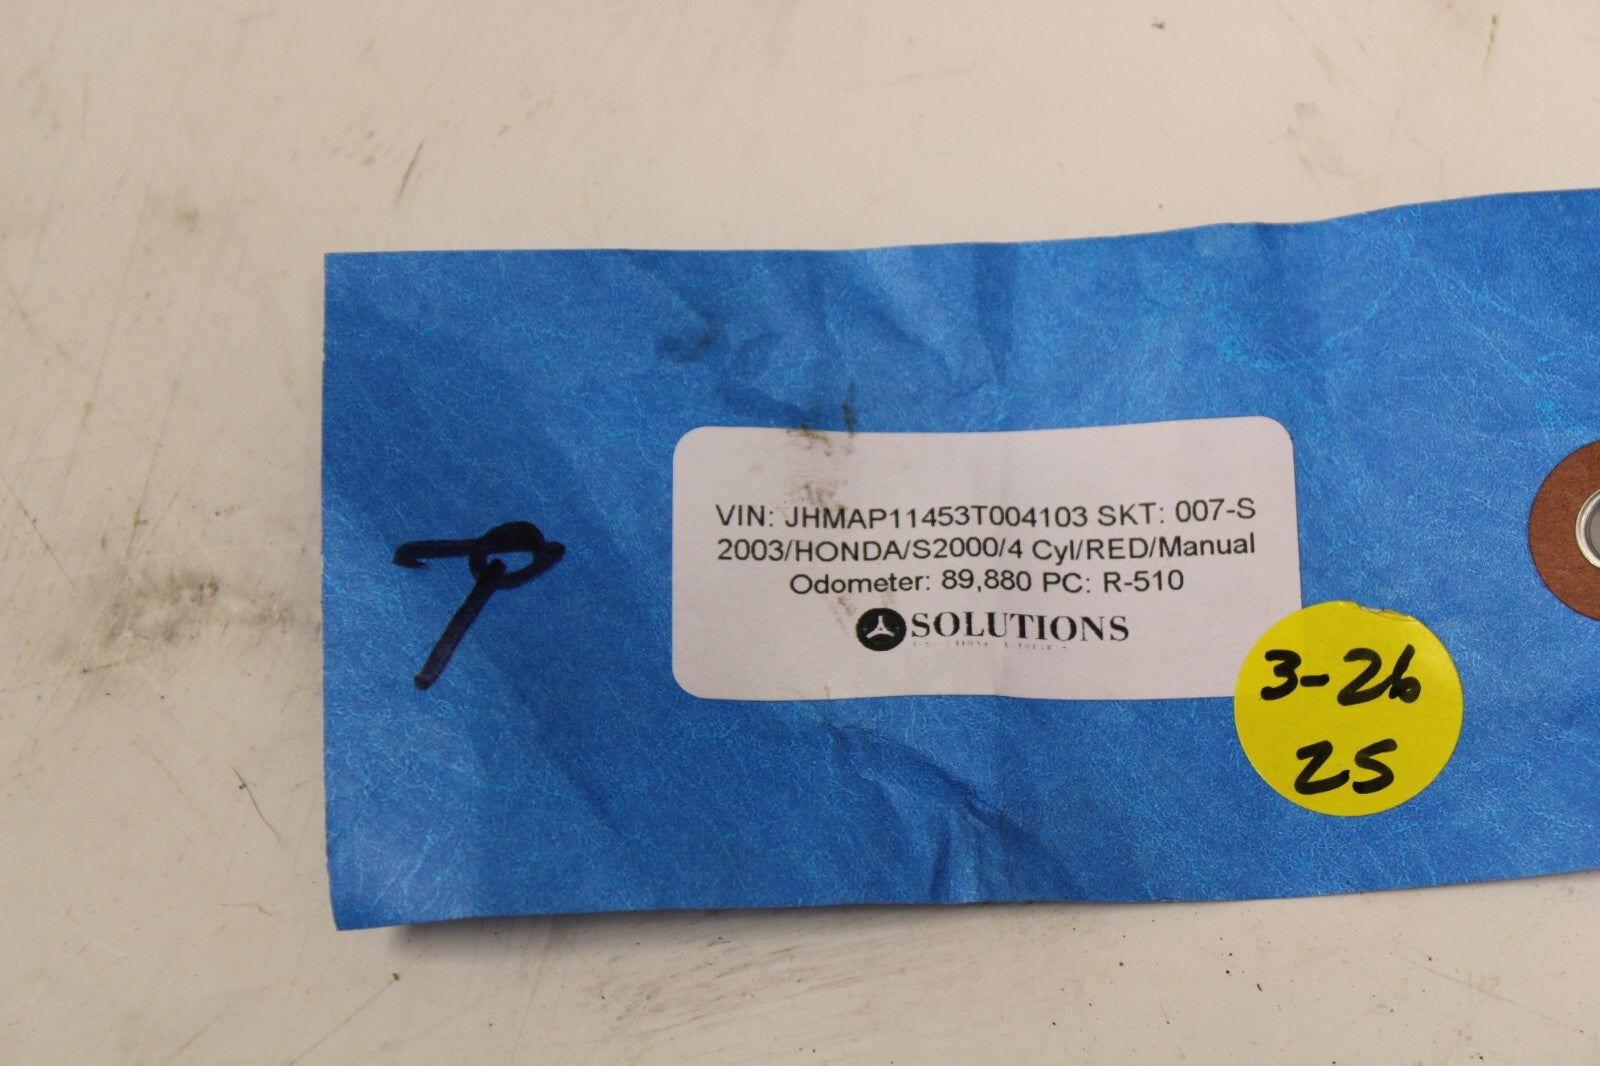 VIN: JHMAP11453T004103 SKT: 007-S
2003/HONDA/S2000/4 Cyl/RED/Manual
Odometer: 89,880 PC: R-510
SOLUTIONS
3-26
25